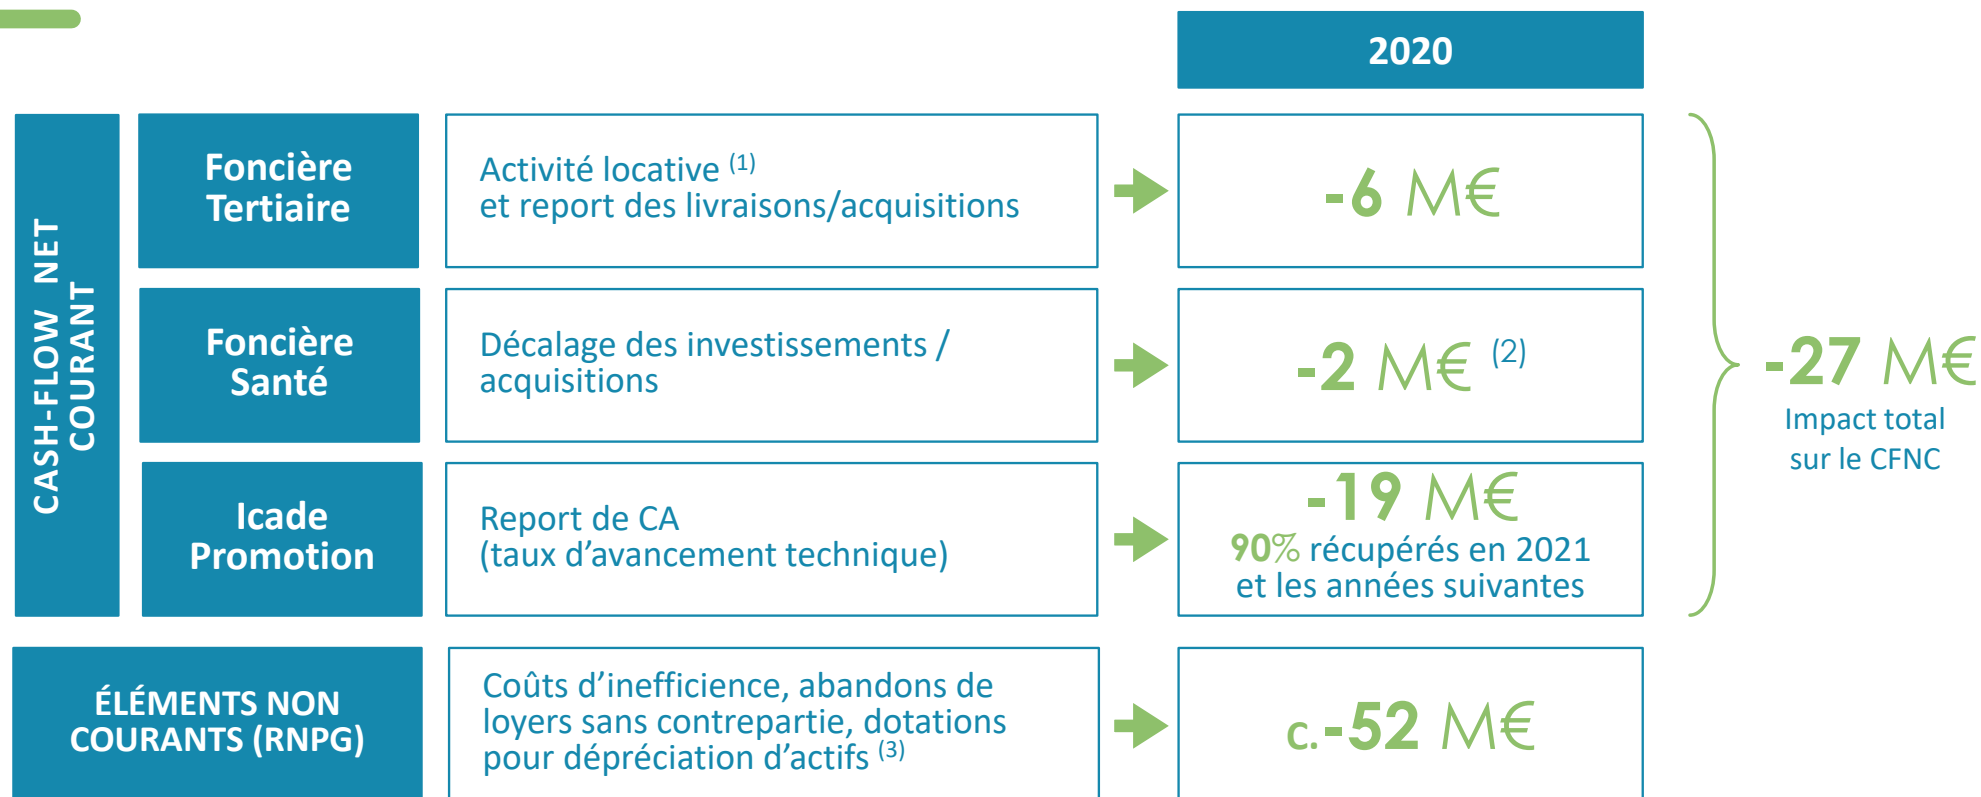 2020
CASH-FLOW NET
COURANT
Foncière
Tertiaire
Activité locative (1)
et report des livraisons/acquisitions
-6 M€
Foncière
Santé
Décalage des investissements /
acquisitions
-2 M€ (2)
Icade
Promotion
Report de CA
(taux d'avancement technique)
-19 M€
90% récupérés en 2021
et les années suivantes
-27 M€
Impact total
sur le CFNC
ÉLÉMENTS NON
COURANTS (RNPG)
Coûts d'inefficience, abandons de
loyers sans contrepartie, dotations
pour dépréciation d'actifs (3)
c.-52 M€